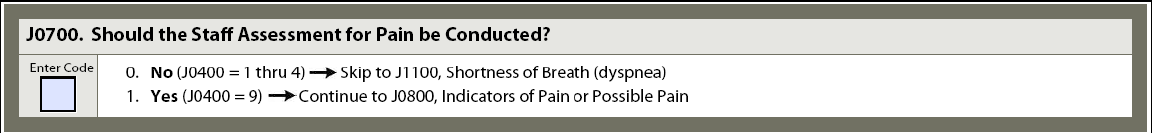 J0700. Should the Staff Assessment for Pain be Conducted?
Enter Code
0. No (J0400 = 1 thru 4) → Skip to J1100, Shortness of Breath (dyspnea)
1. Yes (J0400 = 9) → Continue to J0800, Indicators of Pain or Possible Pain